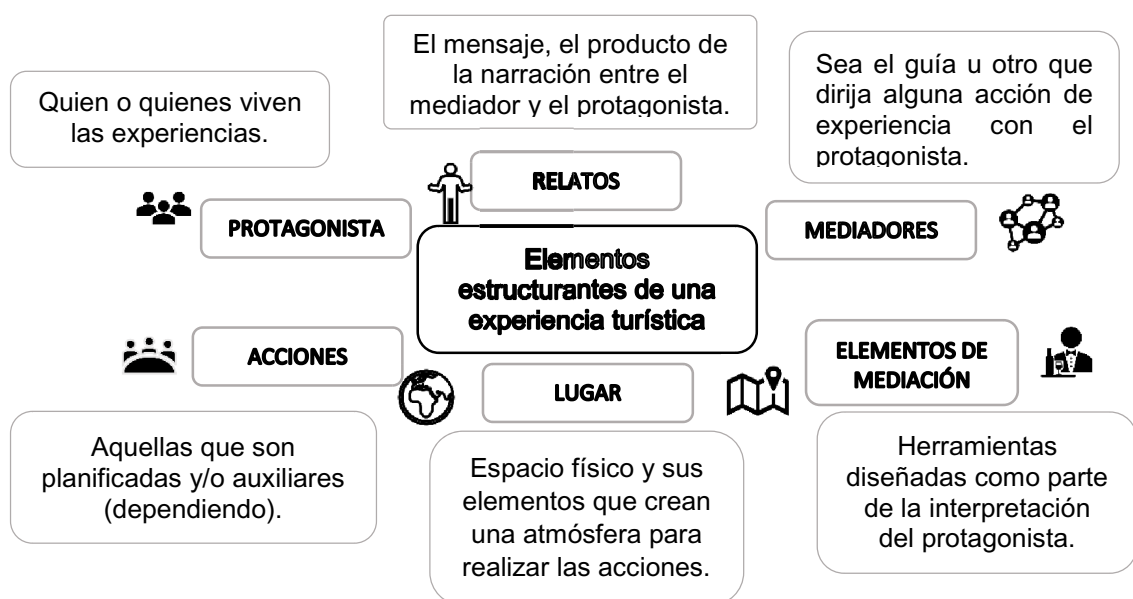 Quien o quienes viven
las experiencias.
El mensaje, el producto de
la narración entre el
mediador y el protagonista.
Sea el guía u otro que
dirija alguna acción de
experiencia con el
protagonista.
PROTAGONISTA
RELATOS
MEDIADORES
Elementos
estructurantes de una
experiencia turística
ACCIONES
LUGAR
ELEMENTOS DE
MEDIACIÓN
Aquellas que son
planificadas y/o auxiliares
(dependiendo).
Espacio físico y sus
elementos que crean
una atmósfera para
realizar las acciones.
Herramientas
diseñadas como parte
de la interpretación
del protagonista.